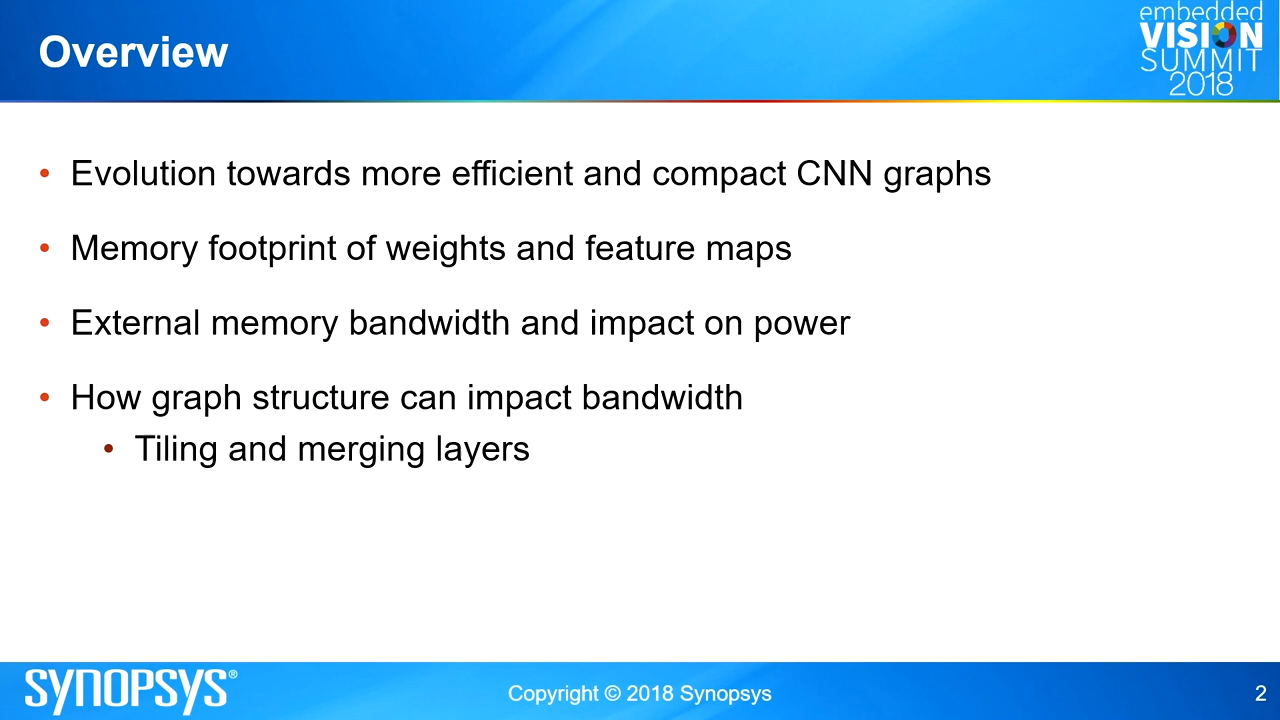 Overview
embedded
VISION
SUMMIT
2018
• Evolution towards more efficient and compact CNN graphs
• Memory footprint of weights and feature maps
• External memory bandwidth and impact on power
• How graph structure can impact bandwidth
• Tiling and merging layers
SYNOPSYS®
Copyright © 2018 Synopsys
2